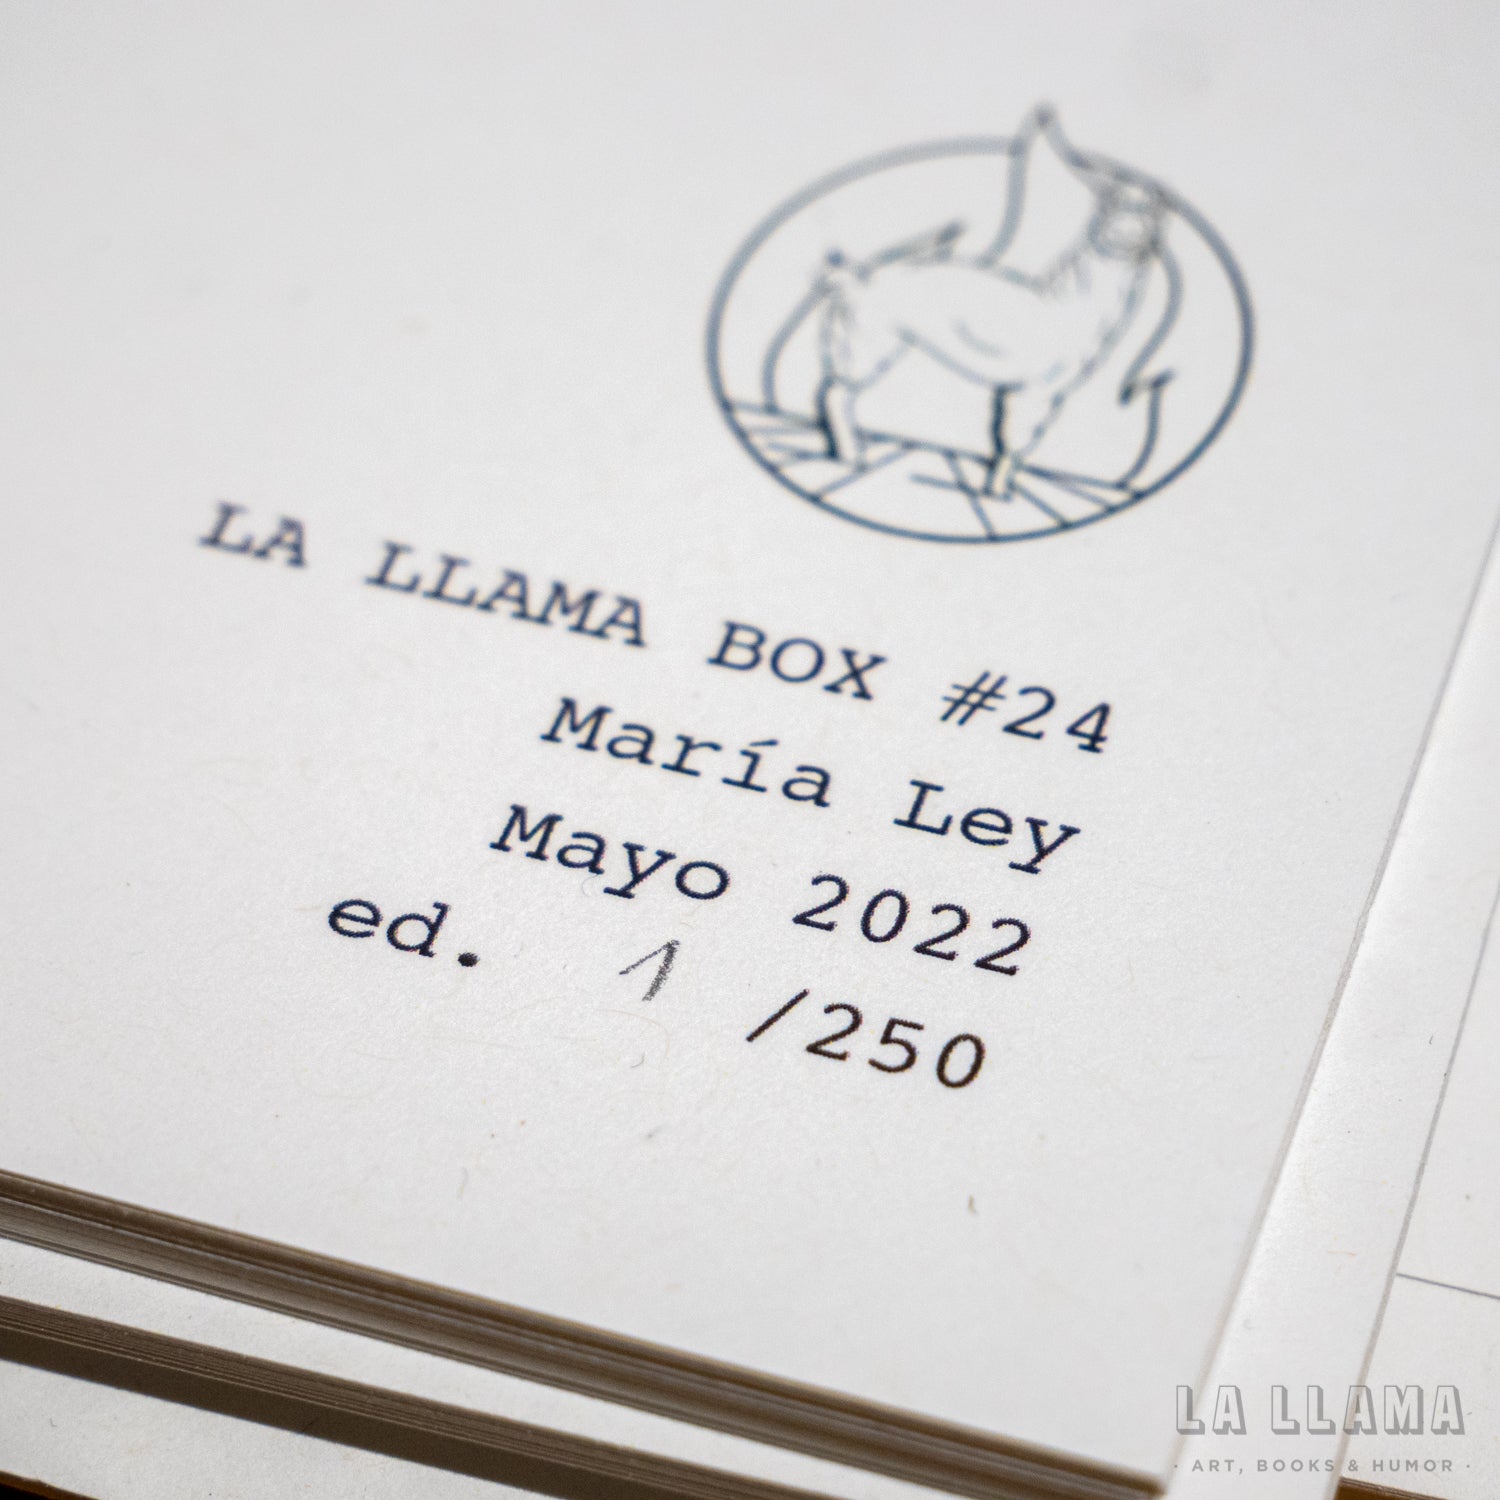 LA LLAMA BOX #24
María Ley
Mayo 2022
ed. 1 /250
LA LLAMA
· ART, BOOKS & HUMOR ·